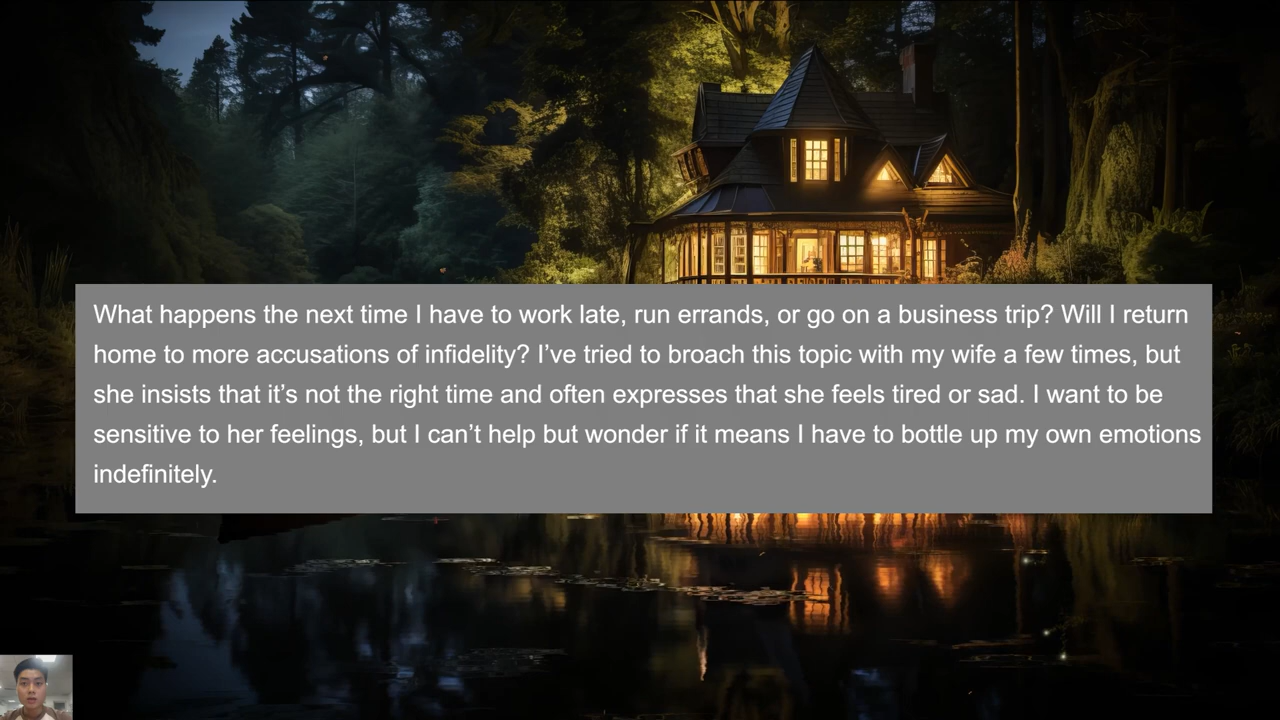 What happens the next time I have to work late, run errands, or go on a business trip? Will I return
home to more accusations of infidelity? I’ve tried to broach this topic with my wife a few times, but
she insists that it’s not the right time and often expresses that she feels tired or sad. I want to be
sensitive to her feelings, but I can’t help but wonder if it means I have to bottle up my own emotions
indefinitely.